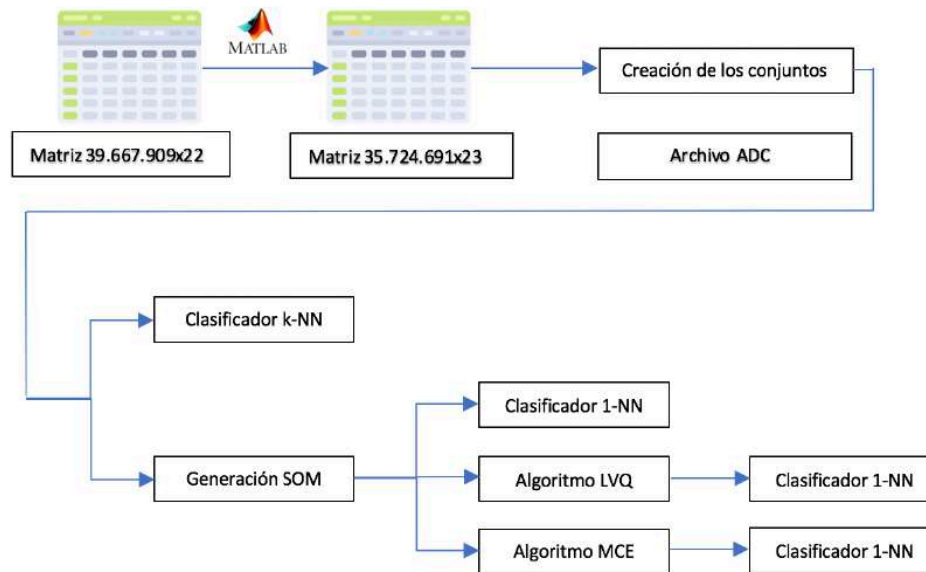 MATLAB
Creación de los conjuntos
Matriz 39.667.909x22
Matriz 35.724.691x23
Archivo ADC
Clasificador k-NN
Clasificador 1-NN
Generación SOM
Algoritmo LVQ
Clasificador 1-NN
Algoritmo MCE
Clasificador 1-NN